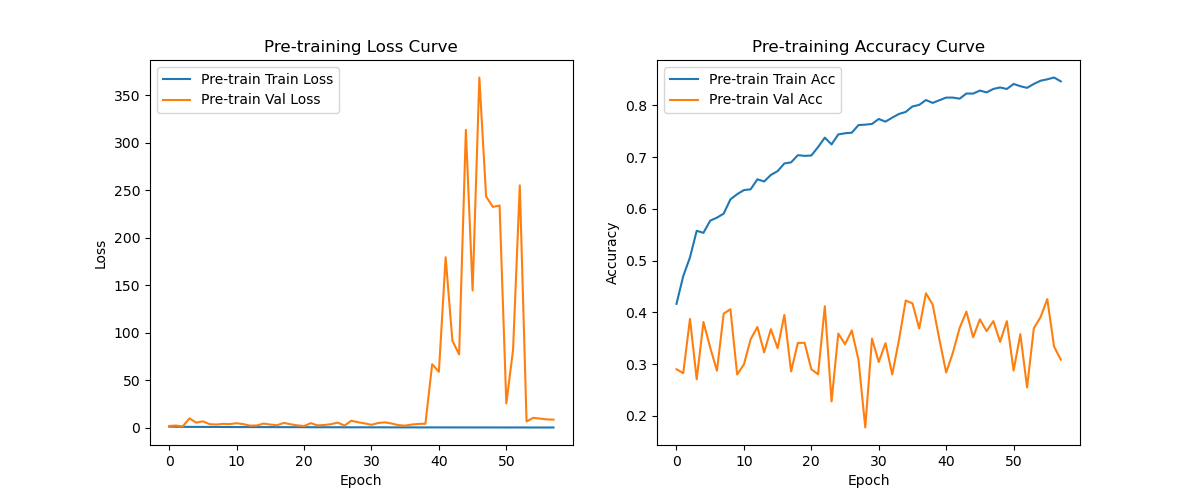 Pre-training Loss Curve
Pre-train Train Loss
Pre-train Val Loss
350
300
250
200
150
100
50
0
Loss
0 10 20 30 40 50
Epoch
Pre-training Accuracy Curve
Pre-train Train Acc
Pre-train Val Acc
0.8
0.7
0.6
0.5
0.4
0.3
0.2
Accuracy
0 10 20 30 40 50
Epoch